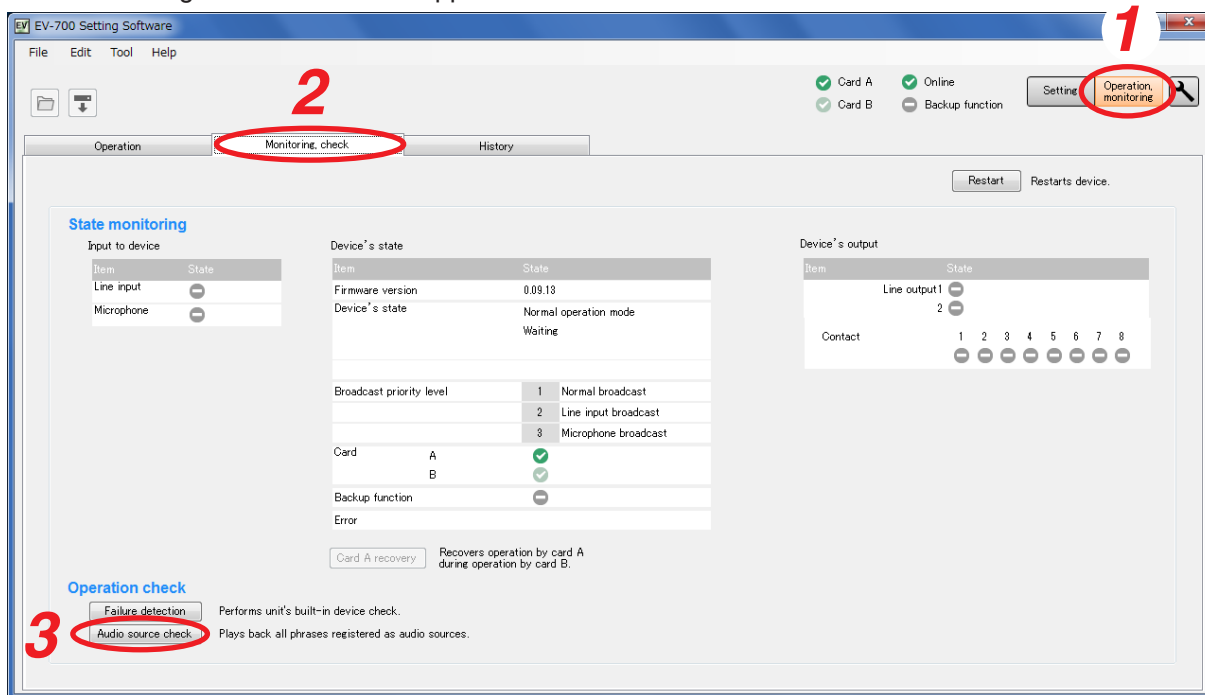 EV EV-700 Setting Software
1
File Edit Tool Help
2
Card A Online
Card B Backup function
Setting Operation, monitoring
Operation Monitoring, check History
Restart Restarts device.
State monitoring
Input to device
Item State
Line input
Microphone
Device's state
Item State
Firmware version 0.09.13
Device's state Normal operation mode
Waiting
Broadcast priority level 1 Normal broadcast
2 Line input broadcast
3 Microphone broadcast
Card A
B
Backup function
Error
Card A recovery Recovers operation by card A
during operation by card B.
Device's output
Item State
Line output1
2
Contact 1 2 3 4 5 6 7 8
Operation check
Failure detection Performs unit's built-in device check.
3
Audio source check Plays back all phrases registered as audio sources.